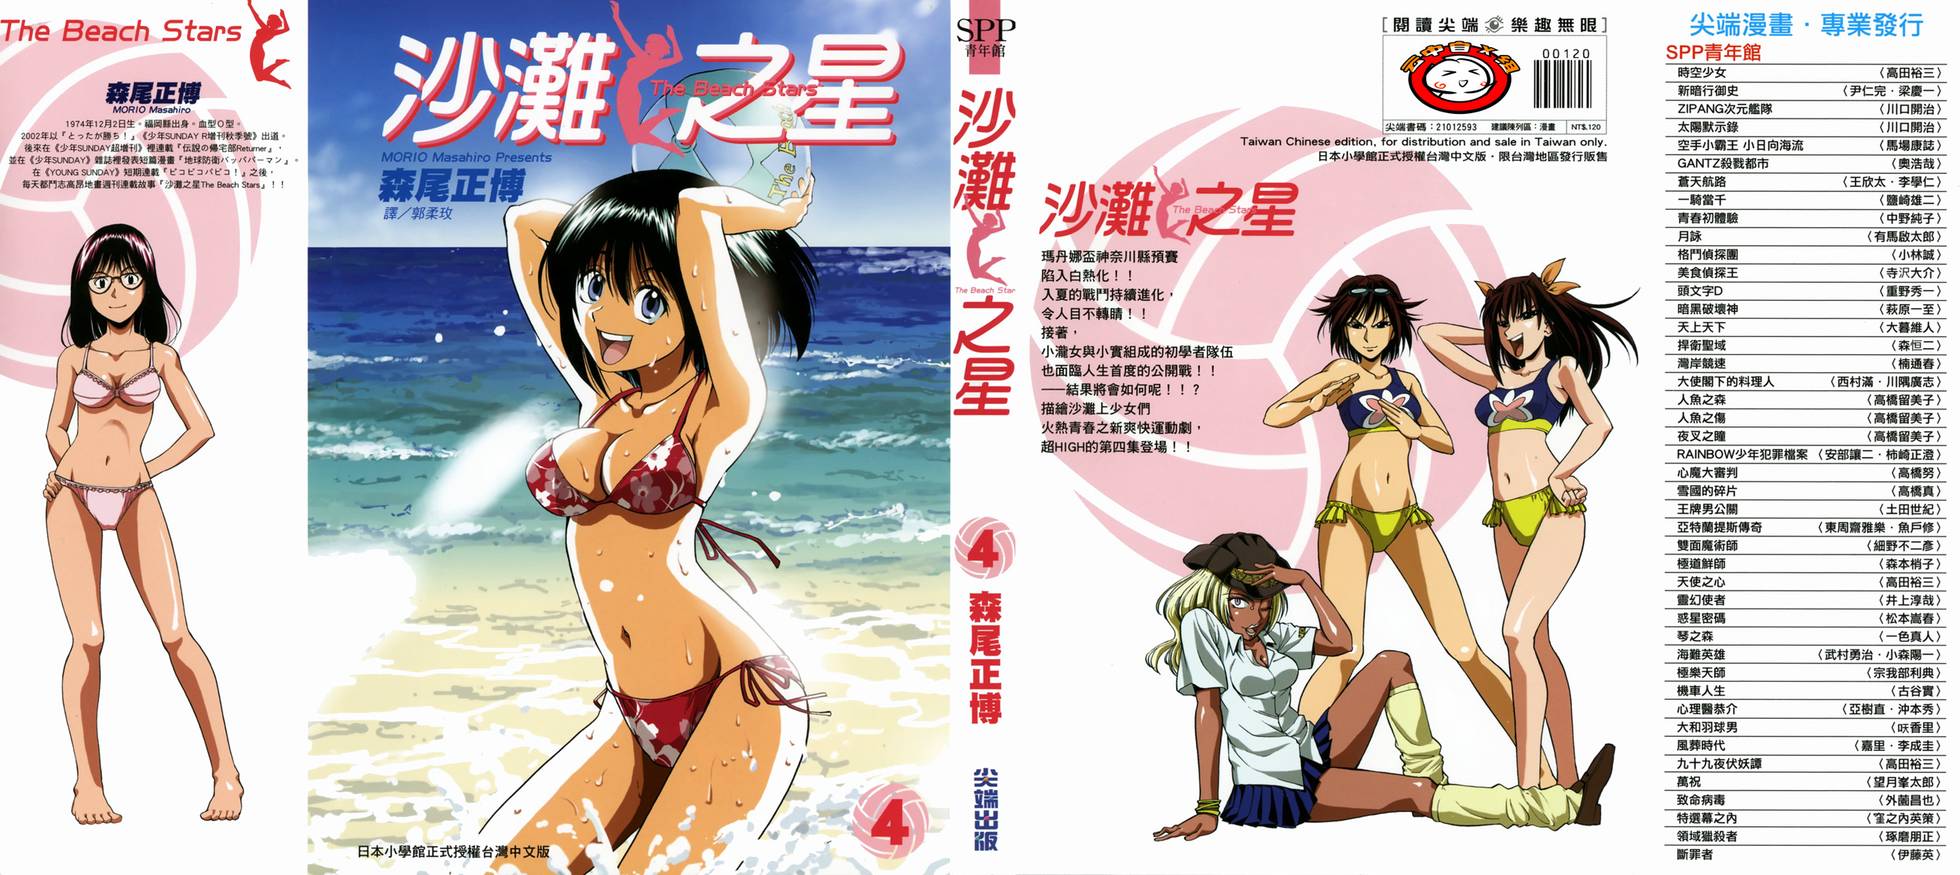 The Beach Stars
森尾正博
MORIO Masahiro
1974年12月2日生。福岡縣出身。血型O型。
2002年以『とったが勝ち！』《少年SUNDAY R增刊秋季號》出道。
後來在《少年SUNDAY超增刊》裡連載『伝説の帰宅部Returner』，
並在《少年SUNDAY》雜誌裡發表短篇漫畫『地球防衛バッバパーマン』。
在《YOUNG SUNDAY》短期連載『ピコピコパピコ！』之後，
每天都鬥志高昂地畫週刊連載故事『沙灘之星The Beach Stars』！！
沙灘之星
The Beach Stars
MORIO Masahiro Presents
森尾正博
譯／郭柔玫
4
日本小學館正式授權台灣中文版
SPP
青年館
沙灘之星
The Beach Star
4
森尾正博
尖端出版
[閱讀尖端 樂趣無限]
00120
尖端書碼：21012593 建議陳列區：漫畫 NT$.120
Taiwan Chinese edition, for distribution and sale in Taiwan only.
日本小學館正式授權台灣中文版・限台灣地區發行販售
沙灘之星
The Beach Stars
瑪丹娜盃神奈川縣預賽
陷入白熱化！！
入夏的戰鬥持續進化，
令人目不轉睛！！
接著，
小瀧女與小實組成的初學者隊伍
也面臨人生首度的公開戰！！
——結果將會如何呢！！？
描繪沙灘上少女們
火熱青春之新爽快運動劇，
超HIGH的第四集登場！！
尖端漫畫・專業發行
SPP青年館
時空少女 〈高田裕三〉
新暗行御史 〈尹仁完・梁慶一〉
ZIPANG次元艦隊 〈川口開治〉
太陽默示錄 〈川口開治〉
空手小霸王 小日向海流 〈馬場康誌〉
GANTZ殺戮都市 〈奧浩哉〉
蒼天航路 〈王欣太・李學仁〉
一騎當千 〈鹽崎雄二〉
青春初體驗 〈中野純子〉
月詠 〈有馬啟太郎〉
格鬥偵探團 〈小林誠〉
美食偵探王 〈寺沢大介〉
頭文字D 〈重野秀一〉
暗黑破壞神 〈萩原一至〉
天上天下 〈大暮維人〉
捍衛聖域 〈森恒二〉
灣岸競速 〈楠通春〉
大使閣下的料理人 〈西村滿・川隅廣志〉
人魚之森 〈高橋留美子〉
人魚之傷 〈高橋留美子〉
夜叉之瞳 〈高橋留美子〉
RAINBOW少年犯罪檔案 〈安部讓二・柿崎正澄〉
心魔大審判 〈高橋努〉
雪國的碎片 〈高橋真〉
王牌男公關 〈土田世紀〉
亞特蘭提斯傳奇 〈東周齋雅樂・魚戶修〉
雙面魔術師 〈細野不二彥〉
極道鮮師 〈森本梢子〉
天使之心 〈高田裕三〉
靈幻使者 〈井上淳哉〉
惑星密碼 〈松本嵩春〉
琴之森 〈一色真人〉
海難英雄 〈武村勇治・小森陽一〉
極樂天師 〈宗我部利典〉
機車人生 〈古谷實〉
心理醫恭介 〈亞樹直・沖本秀〉
大和羽球男 〈咲香里〉
風葬時代 〈嘉里・李成圭〉
九十九夜伏妖譚 〈高田裕三〉
萬祝 〈望月峯太郎〉
致命病毒 〈外薗昌也〉
特選幕之內 〈窪之內英策〉
領域獵殺者 〈琢磨朋正〉
斷罪者 〈伊藤英〉